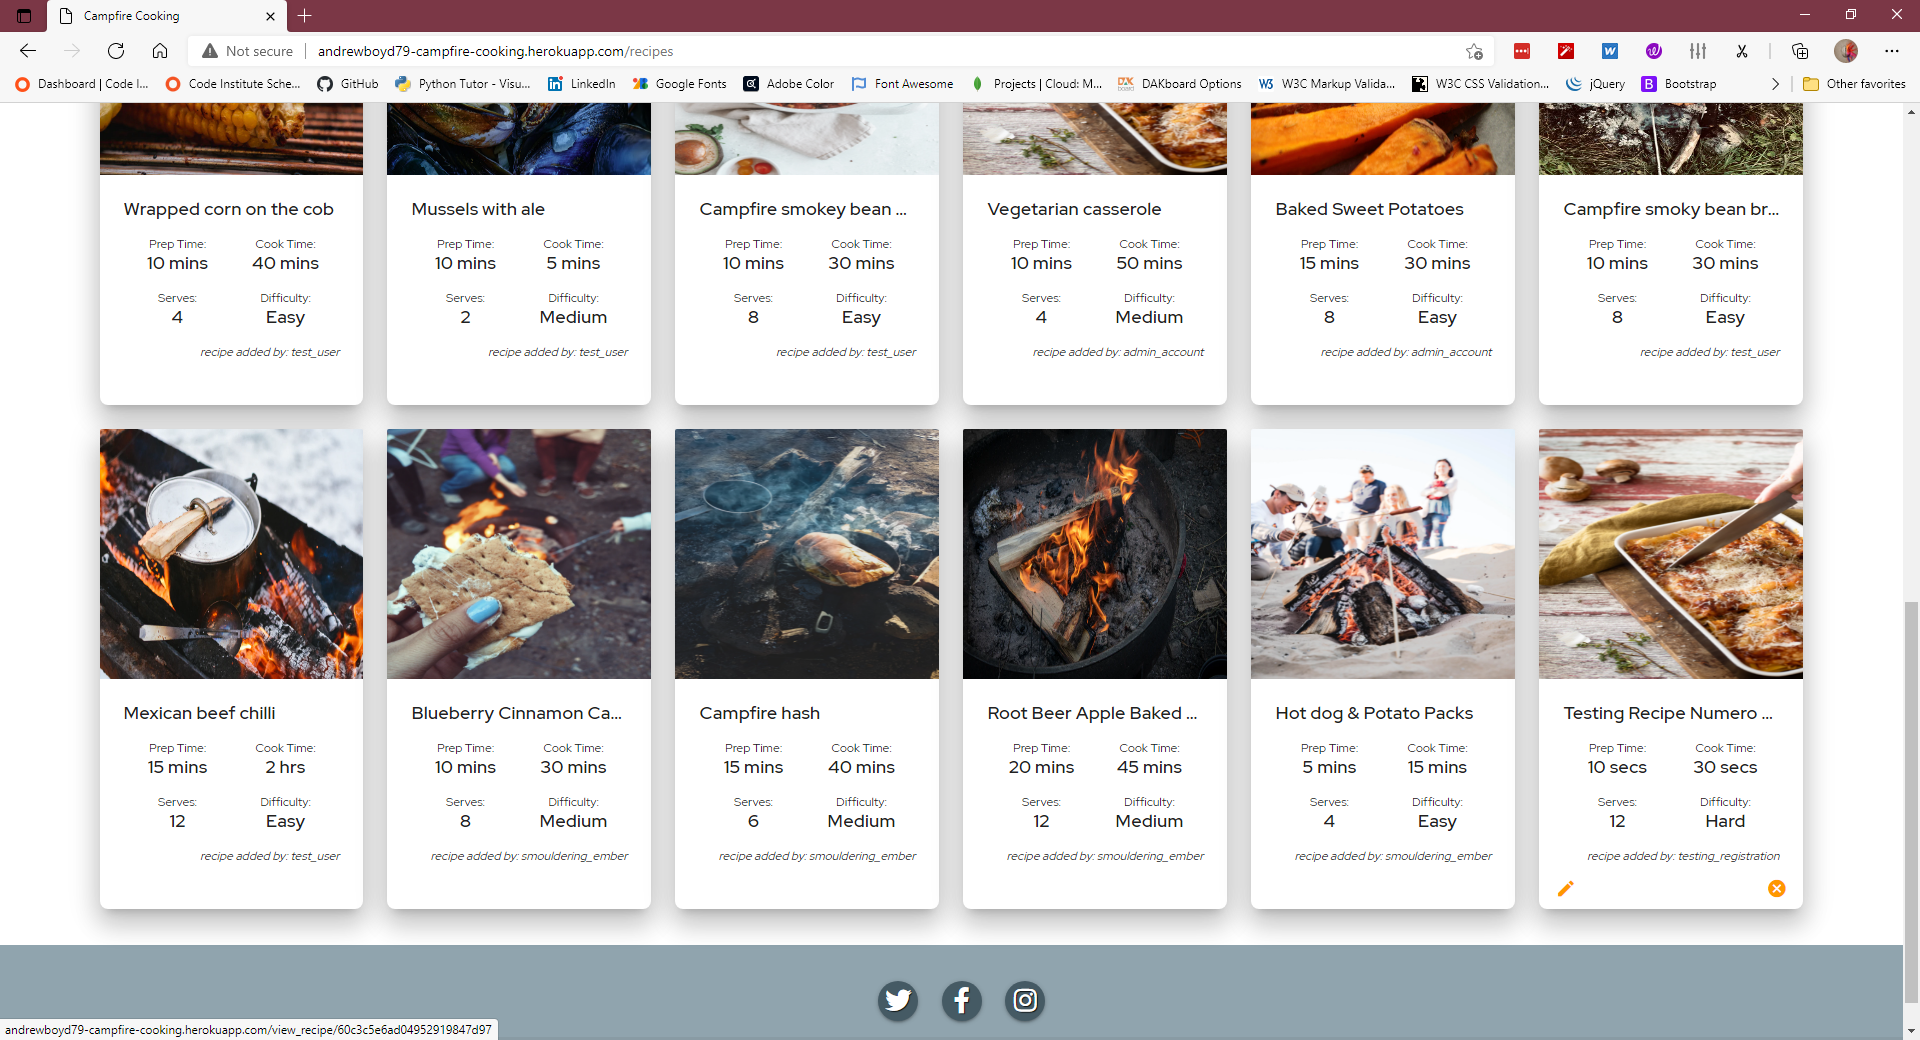 Campfire Cooking
Not secure
andrewboyd79-campfire-cooking.herokuapp.com/recipes
Dashboard | Code I...
Code Institute Sche...
GitHub
Python Tutor - Visu...
LinkedIn
Google Fonts
Adobe Color
Font Awesome
Projects | Cloud: M...
DAKboard Options
W3C Markup Valida...
W3C CSS Validation...
jQuery
Bootstrap
Other favorites
Wrapped corn on the cob
Prep Time: Cook Time:
10 mins 40 mins
Serves: Difficulty:
4 Easy
recipe added by: test_user
Mussels with ale
Prep Time: Cook Time:
10 mins 5 mins
Serves: Difficulty:
2 Medium
recipe added by: test_user
Campfire smokey bean ...
Prep Time: Cook Time:
10 mins 30 mins
Serves: Difficulty:
8 Easy
recipe added by: test_user
Vegetarian casserole
Prep Time: Cook Time:
10 mins 50 mins
Serves: Difficulty:
4 Medium
recipe added by: admin_account
Baked Sweet Potatoes
Prep Time: Cook Time:
15 mins 30 mins
Serves: Difficulty:
8 Easy
recipe added by: admin_account
Campfire smoky bean br...
Prep Time: Cook Time:
10 mins 30 mins
Serves: Difficulty:
8 Easy
recipe added by: test_user
Mexican beef chilli
Prep Time: Cook Time:
15 mins 2 hrs
Serves: Difficulty:
12 Easy
recipe added by: test_user
Blueberry Cinnamon Ca...
Prep Time: Cook Time:
10 mins 30 mins
Serves: Difficulty:
8 Medium
recipe added by: smouldering_ember
Campfire hash
Prep Time: Cook Time:
15 mins 40 mins
Serves: Difficulty:
6 Medium
recipe added by: smouldering_ember
Root Beer Apple Baked ...
Prep Time: Cook Time:
20 mins 45 mins
Serves: Difficulty:
12 Medium
recipe added by: smouldering_ember
Hot dog & Potato Packs
Prep Time: Cook Time:
5 mins 15 mins
Serves: Difficulty:
4 Easy
recipe added by: smouldering_ember
Testing Recipe Numero ...
Prep Time: Cook Time:
10 secs 30 secs
Serves: Difficulty:
12 Hard
recipe added by: testing_registration
andrewboyd79-campfire-cooking.herokuapp.com/view_recipe/60c3c5e6ad04952919847d97